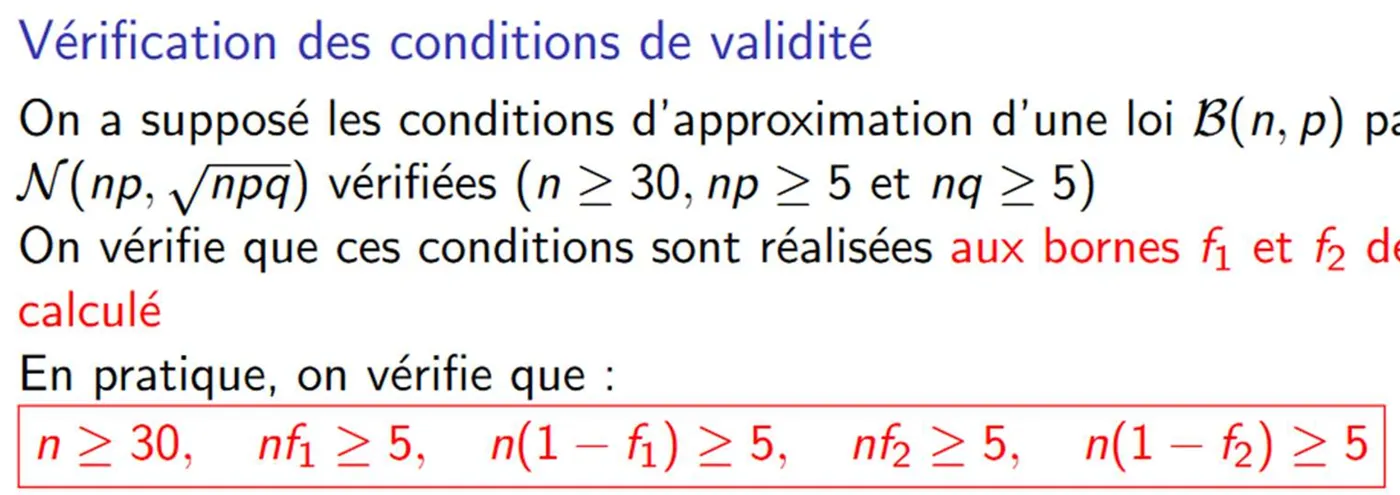 Vérification des conditions de validité
On a supposé les conditions d'approximation d'une loi ℬ(n, p) pa
𝒩(np, √npq) vérifiées (n ≥ 30, np ≥ 5 et nq ≥ 5)
On vérifie que ces conditions sont réalisées aux bornes f₁ et f₂ de
calculé
En pratique, on vérifie que :
n ≥ 30, nf₁ ≥ 5, n(1 − f₁) ≥ 5, nf₂ ≥ 5, n(1 − f₂) ≥ 5